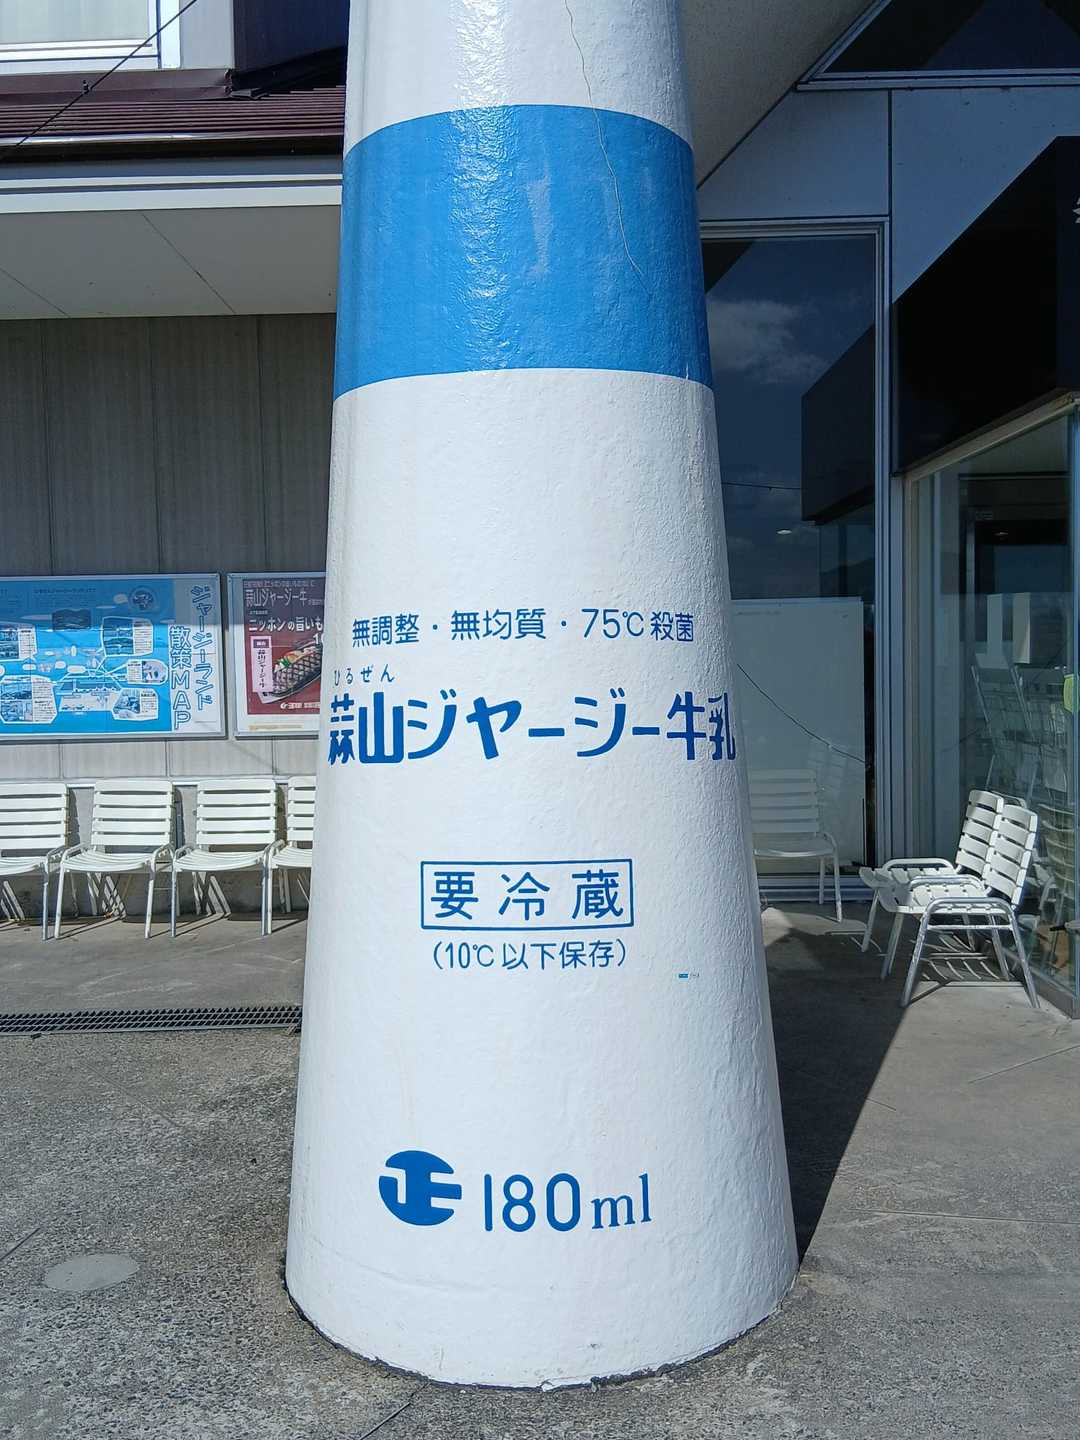 無調整・無均質・75℃殺菌
ひるぜん
蒜山ジャージー牛乳
要冷蔵
(10℃以下保存)
正 180ml
ジャージーランド
散策MAP
蒜山ジャージー牛
ニッポンの旨いも